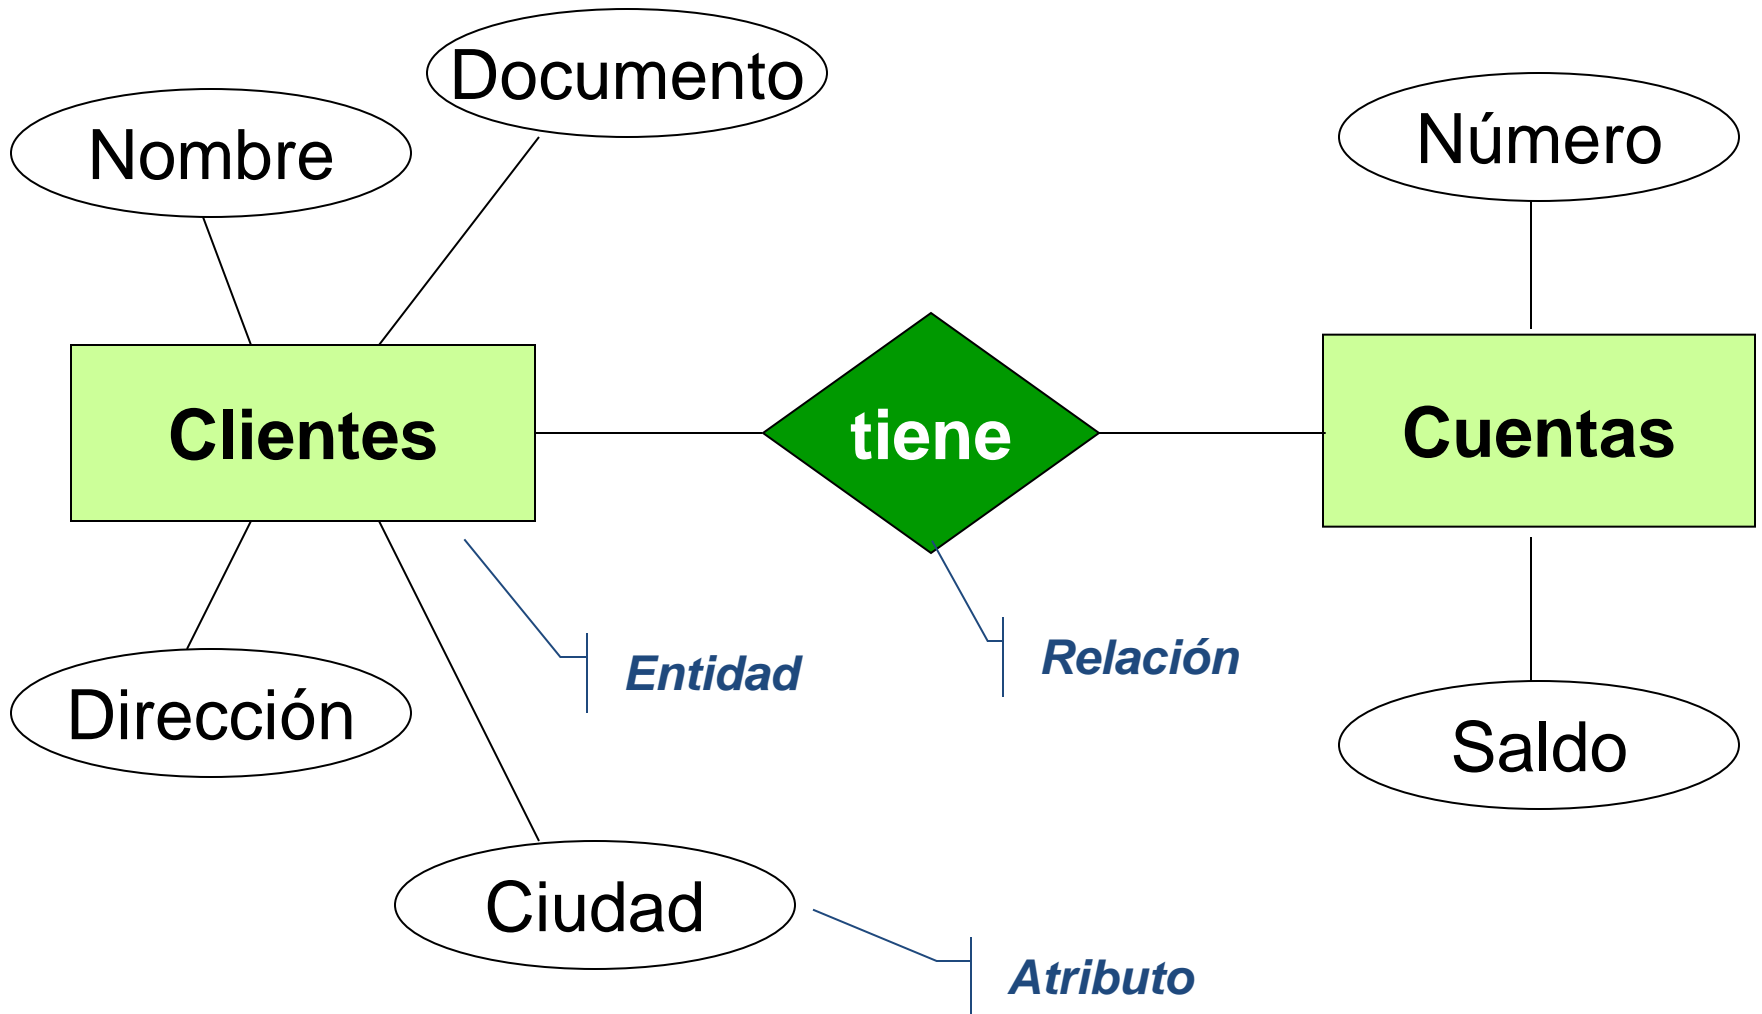 Documento
Nombre
Número
Clientes
tiene
Cuentas
Entidad
Relación
Dirección
Saldo
Ciudad
Atributo